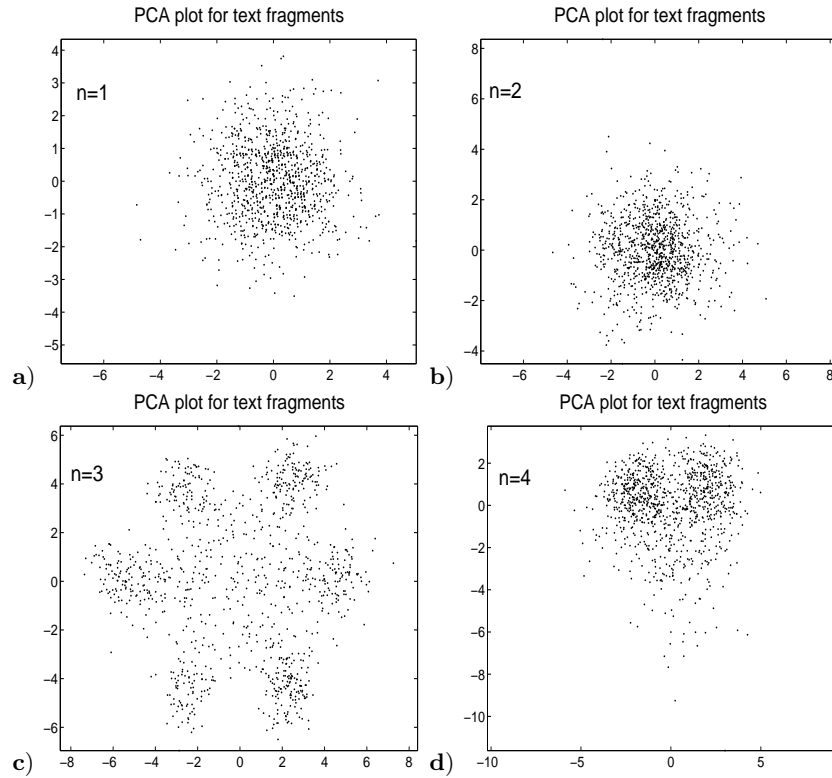 PCA plot for text fragments
n=1
4
3
2
1
0
−1
−2
−3
−4
−5
−6 −4 −2 0 2 4
a)
PCA plot for text fragments
n=2
8
6
4
2
0
−2
−4
−6 −4 −2 0 2 4 6 8
b)
PCA plot for text fragments
n=3
6
4
2
0
−2
−4
−6
−8 −6 −4 −2 0 2 4 6 8
c)
PCA plot for text fragments
n=4
2
0
−2
−4
−6
−8
−10
−10 −5 0 5
d)